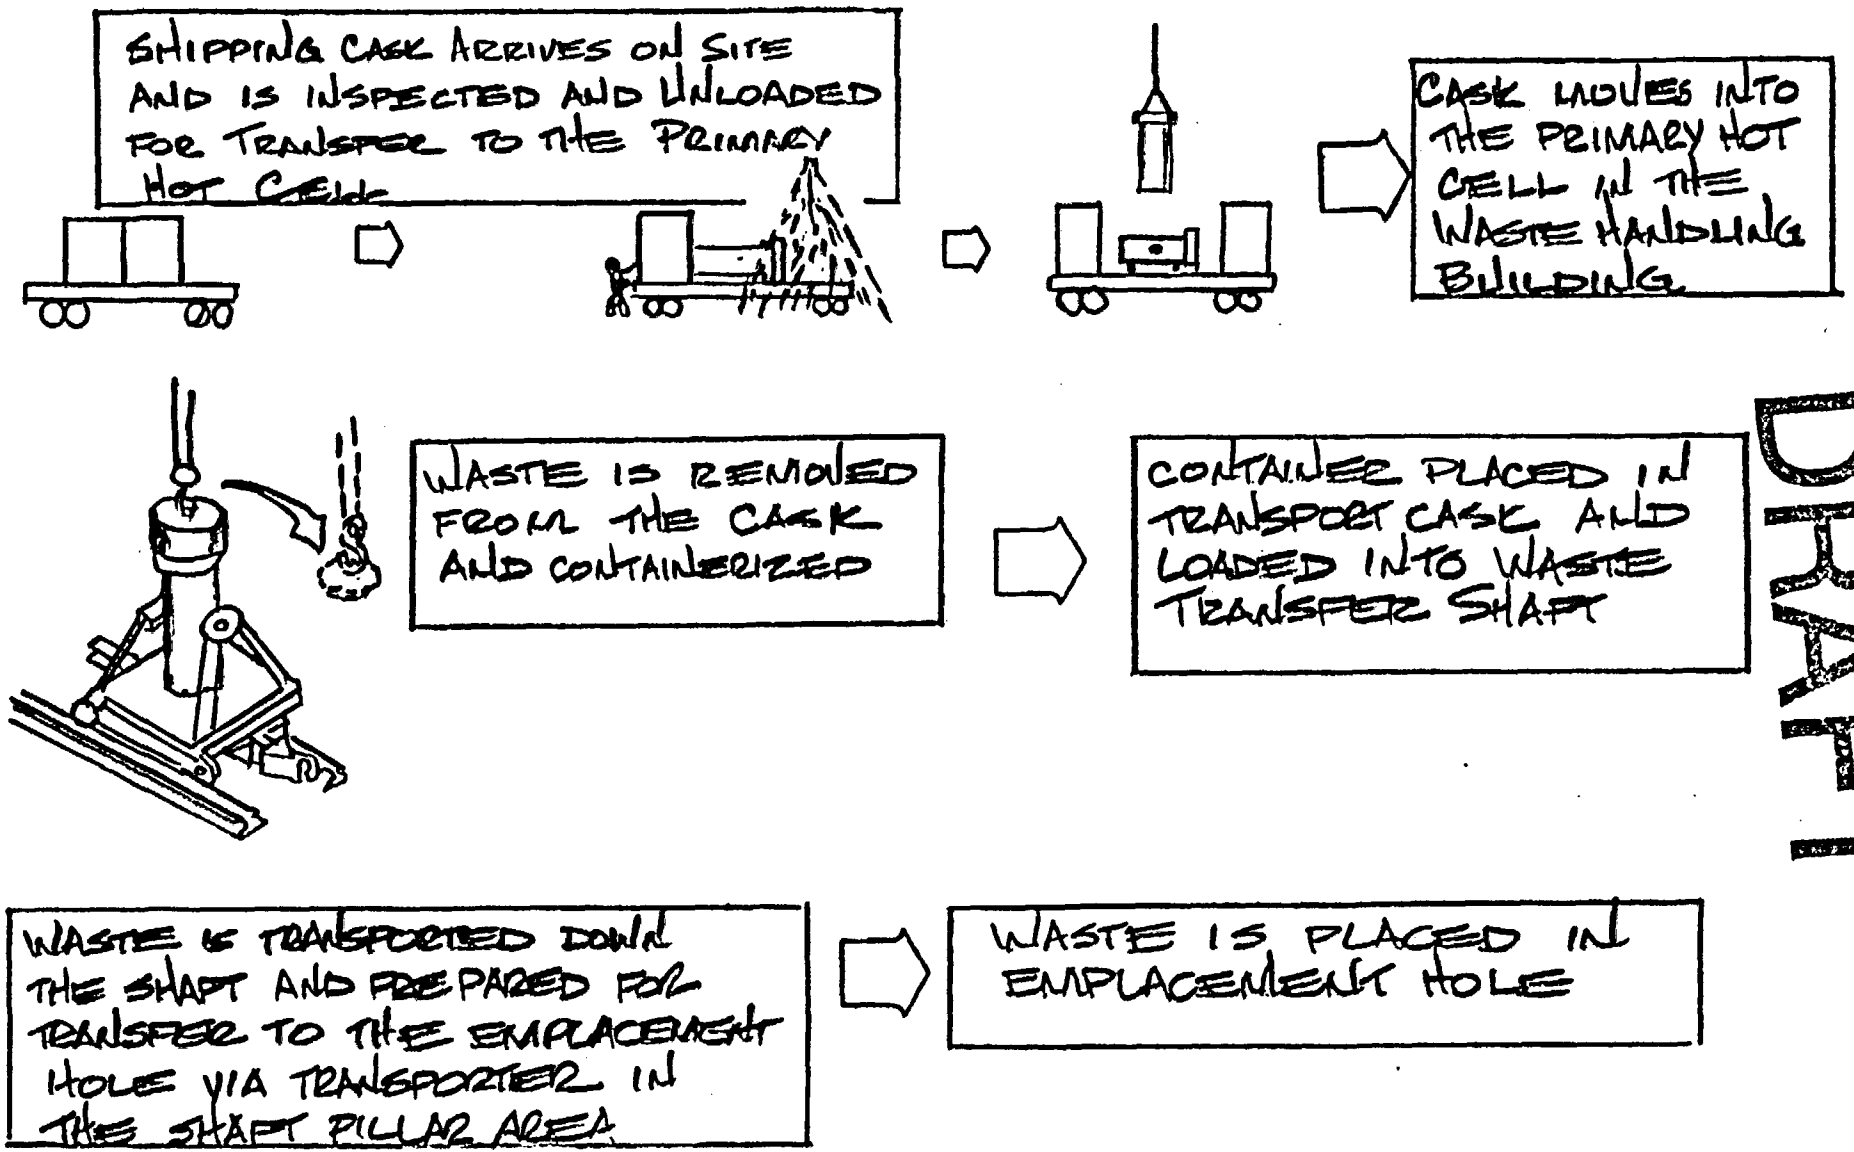 SHIPPING CASK ARRIVES ON SITE
AND IS INSPECTED AND UNLOADED
FOR TRANSFER TO THE PRIMARY
HOT CELL
CASK MOVES INTO
THE PRIMARY HOT
CELL IN THE
WASTE HANDLING
BUILDING
WASTE IS REMOVED
FROM THE CASK
AND CONTAINERIZED
CONTAINER PLACED IN
TRANSPORT CASK AND
LOADED INTO WASTE
TRANSFER SHAFT
DRAFT
WASTE IS TRANSPORTED DOWN
THE SHAFT AND PREPARED FOR
TRANSFER TO THE EMPLACEMENT
HOLE VIA TRANSPORTER IN
THE SHAFT PILLAR AREA
WASTE IS PLACED IN
EMPLACEMENT HOLE